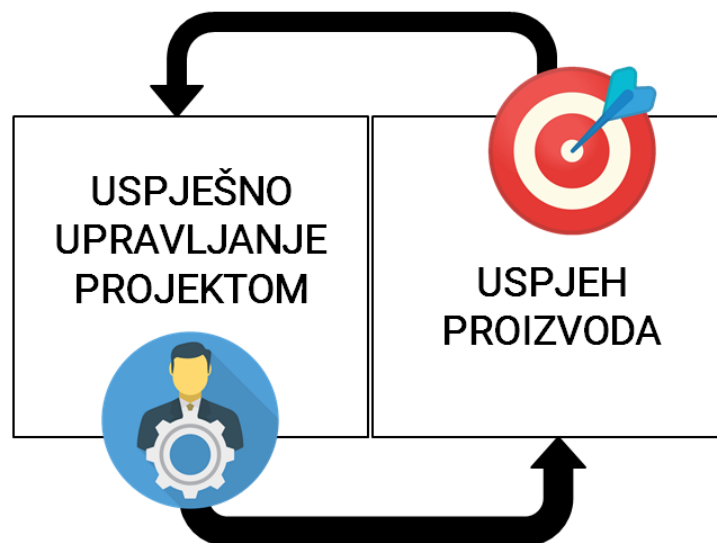 USPJEŠNO
UPRAVLJANJE
PROJEKTOM
USPJEH
PROIZVODA